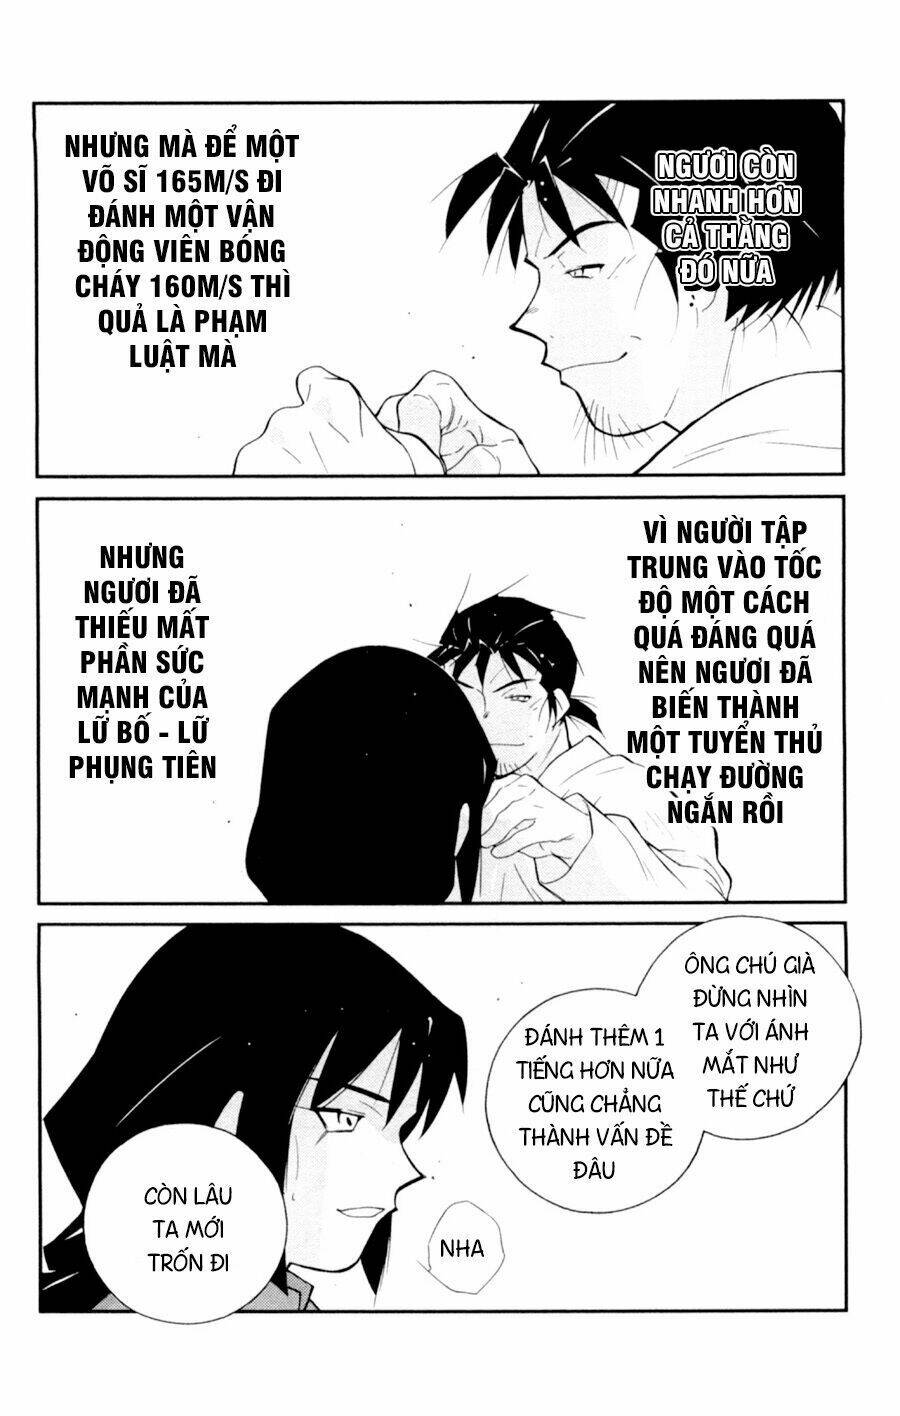 NGƯƠI CÒN
NHANH HƠN
CẢ THẰNG
ĐÓ NỮA
NHƯNG MÀ ĐỂ MỘT
VÕ SĨ 165M/S ĐI
ĐÁNH MỘT VẬN
ĐỘNG VIÊN BÓNG
CHÁY 160M/S THÌ
QUẢ LÀ PHẠM
LUẬT MÀ
VÌ NGƯỜI TẬP
TRUNG VÀO TỐC
ĐỘ MỘT CÁCH
QUÁ ĐÁNG QUÁ
NÊN NGƯƠI ĐÃ
BIẾN THÀNH
MỘT TUYỂN THỦ
CHẠY ĐƯỜNG
NGẮN RỒI
NHƯNG
NGƯƠI ĐÃ
THIẾU MẤT
PHẦN SỨC
MẠNH CỦA
LỮ BỐ - LỮ
PHỤNG TIÊN
ÔNG CHÚ GIÀ
ĐỪNG NHÌN
TA VỚI ÁNH
MẮT NHƯ
THẾ CHỨ
ĐÁNH THÊM 1
TIẾNG HƠN NỮA
CŨNG CHẲNG
THÀNH VẤN ĐỀ
ĐÂU
NHA
CÒN LÂU
TA MỚI
TRỐN ĐI